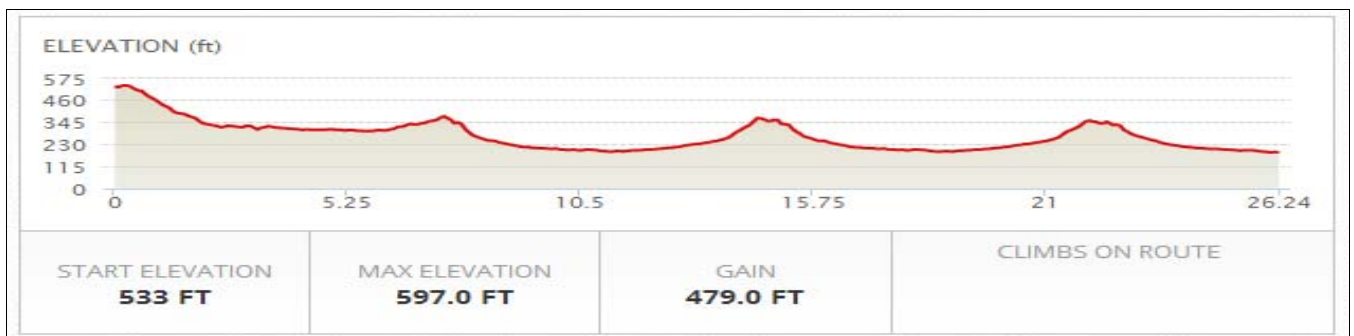 ELEVATION (ft)
575
460
345
230
115
0
0 5.25 10.5 15.75 21 26.24
START ELEVATION MAX ELEVATION GAIN CLIMBS ON ROUTE
533 FT 597.0 FT 479.0 FT